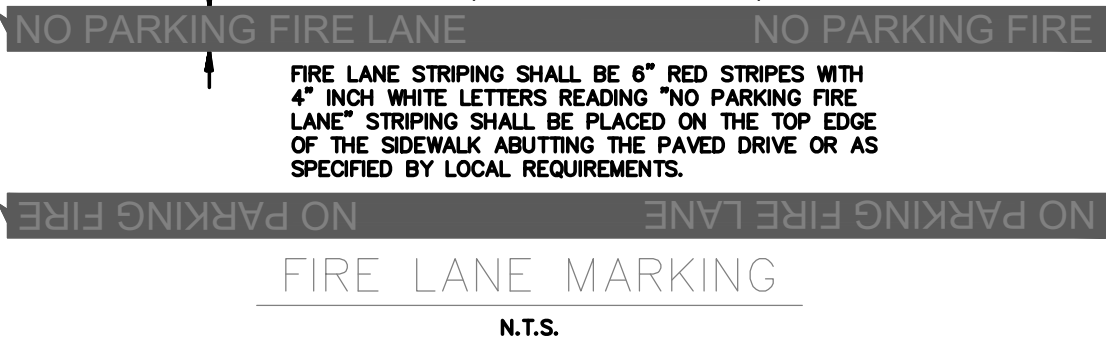 NO PARKING FIRE LANE NO PARKING FIRE
FIRE LANE STRIPING SHALL BE 6" RED STRIPES WITH
4" INCH WHITE LETTERS READING "NO PARKING FIRE
LANE" STRIPING SHALL BE PLACED ON THE TOP EDGE
OF THE SIDEWALK ABUTTING THE PAVED DRIVE OR AS
SPECIFIED BY LOCAL REQUIREMENTS.
NO PARKING FIRE LANE NO PARKING FIRE
FIRE LANE MARKING
N.T.S.